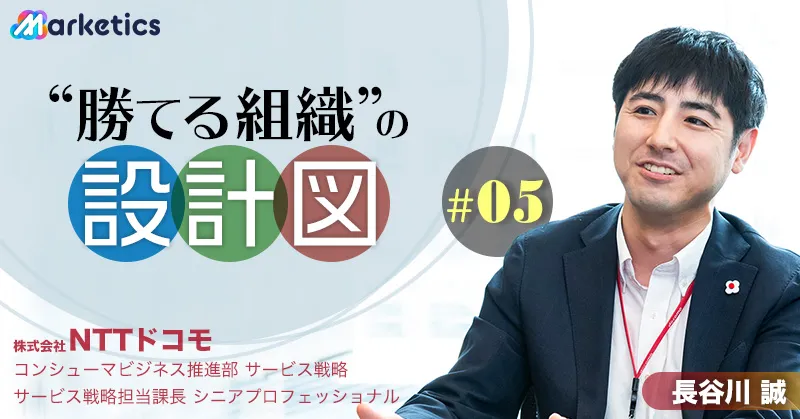 Marketics
“勝てる組織”の
設計図
#05
株式会社NTTドコモ
コンシューマビジネス推進部 サービス戦略
サービス戦略担当課長 シニアプロフェッショナル
長谷川 誠